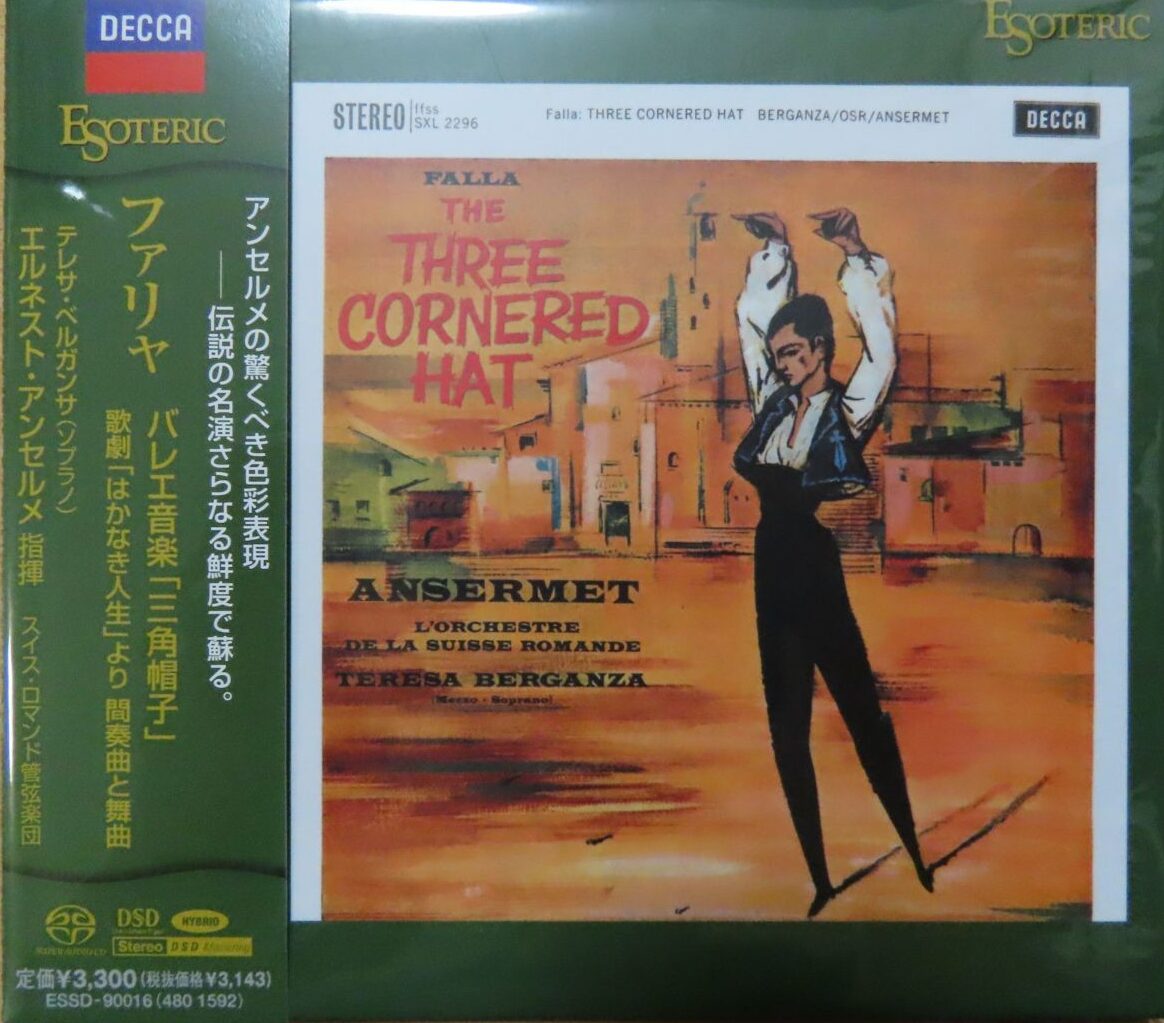 DECCA
ESOTERIC
アンセルメの驚くべき色彩表現
──伝説の名演さらなる鮮度で蘇る。
ファリャ
バレエ音楽「三角帽子」
歌劇「はかなき人生」より 間奏曲と舞曲
テレサ・ベルガンサ(ソプラノ)
エルネスト・アンセルメ 指揮 スイス・ロマンド管弦楽団
SUPER AUDIO CD
DSD
HYBRID
Stereo DSD Mastering
定価¥3,300(税抜価格¥3,143)
ESSD-90016(480 1592)
ESOTERIC
STEREO ffss
SXL 2296
Falla: THREE CORNERED HAT BERGANZA/OSR/ANSERMET
DECCA
FALLA
THE
THREE
CORNERED
HAT
ANSERMET
L'ORCHESTRE
DE LA SUISSE ROMANDE
TERESA BERGANZA
(Mezzo - Soprano)